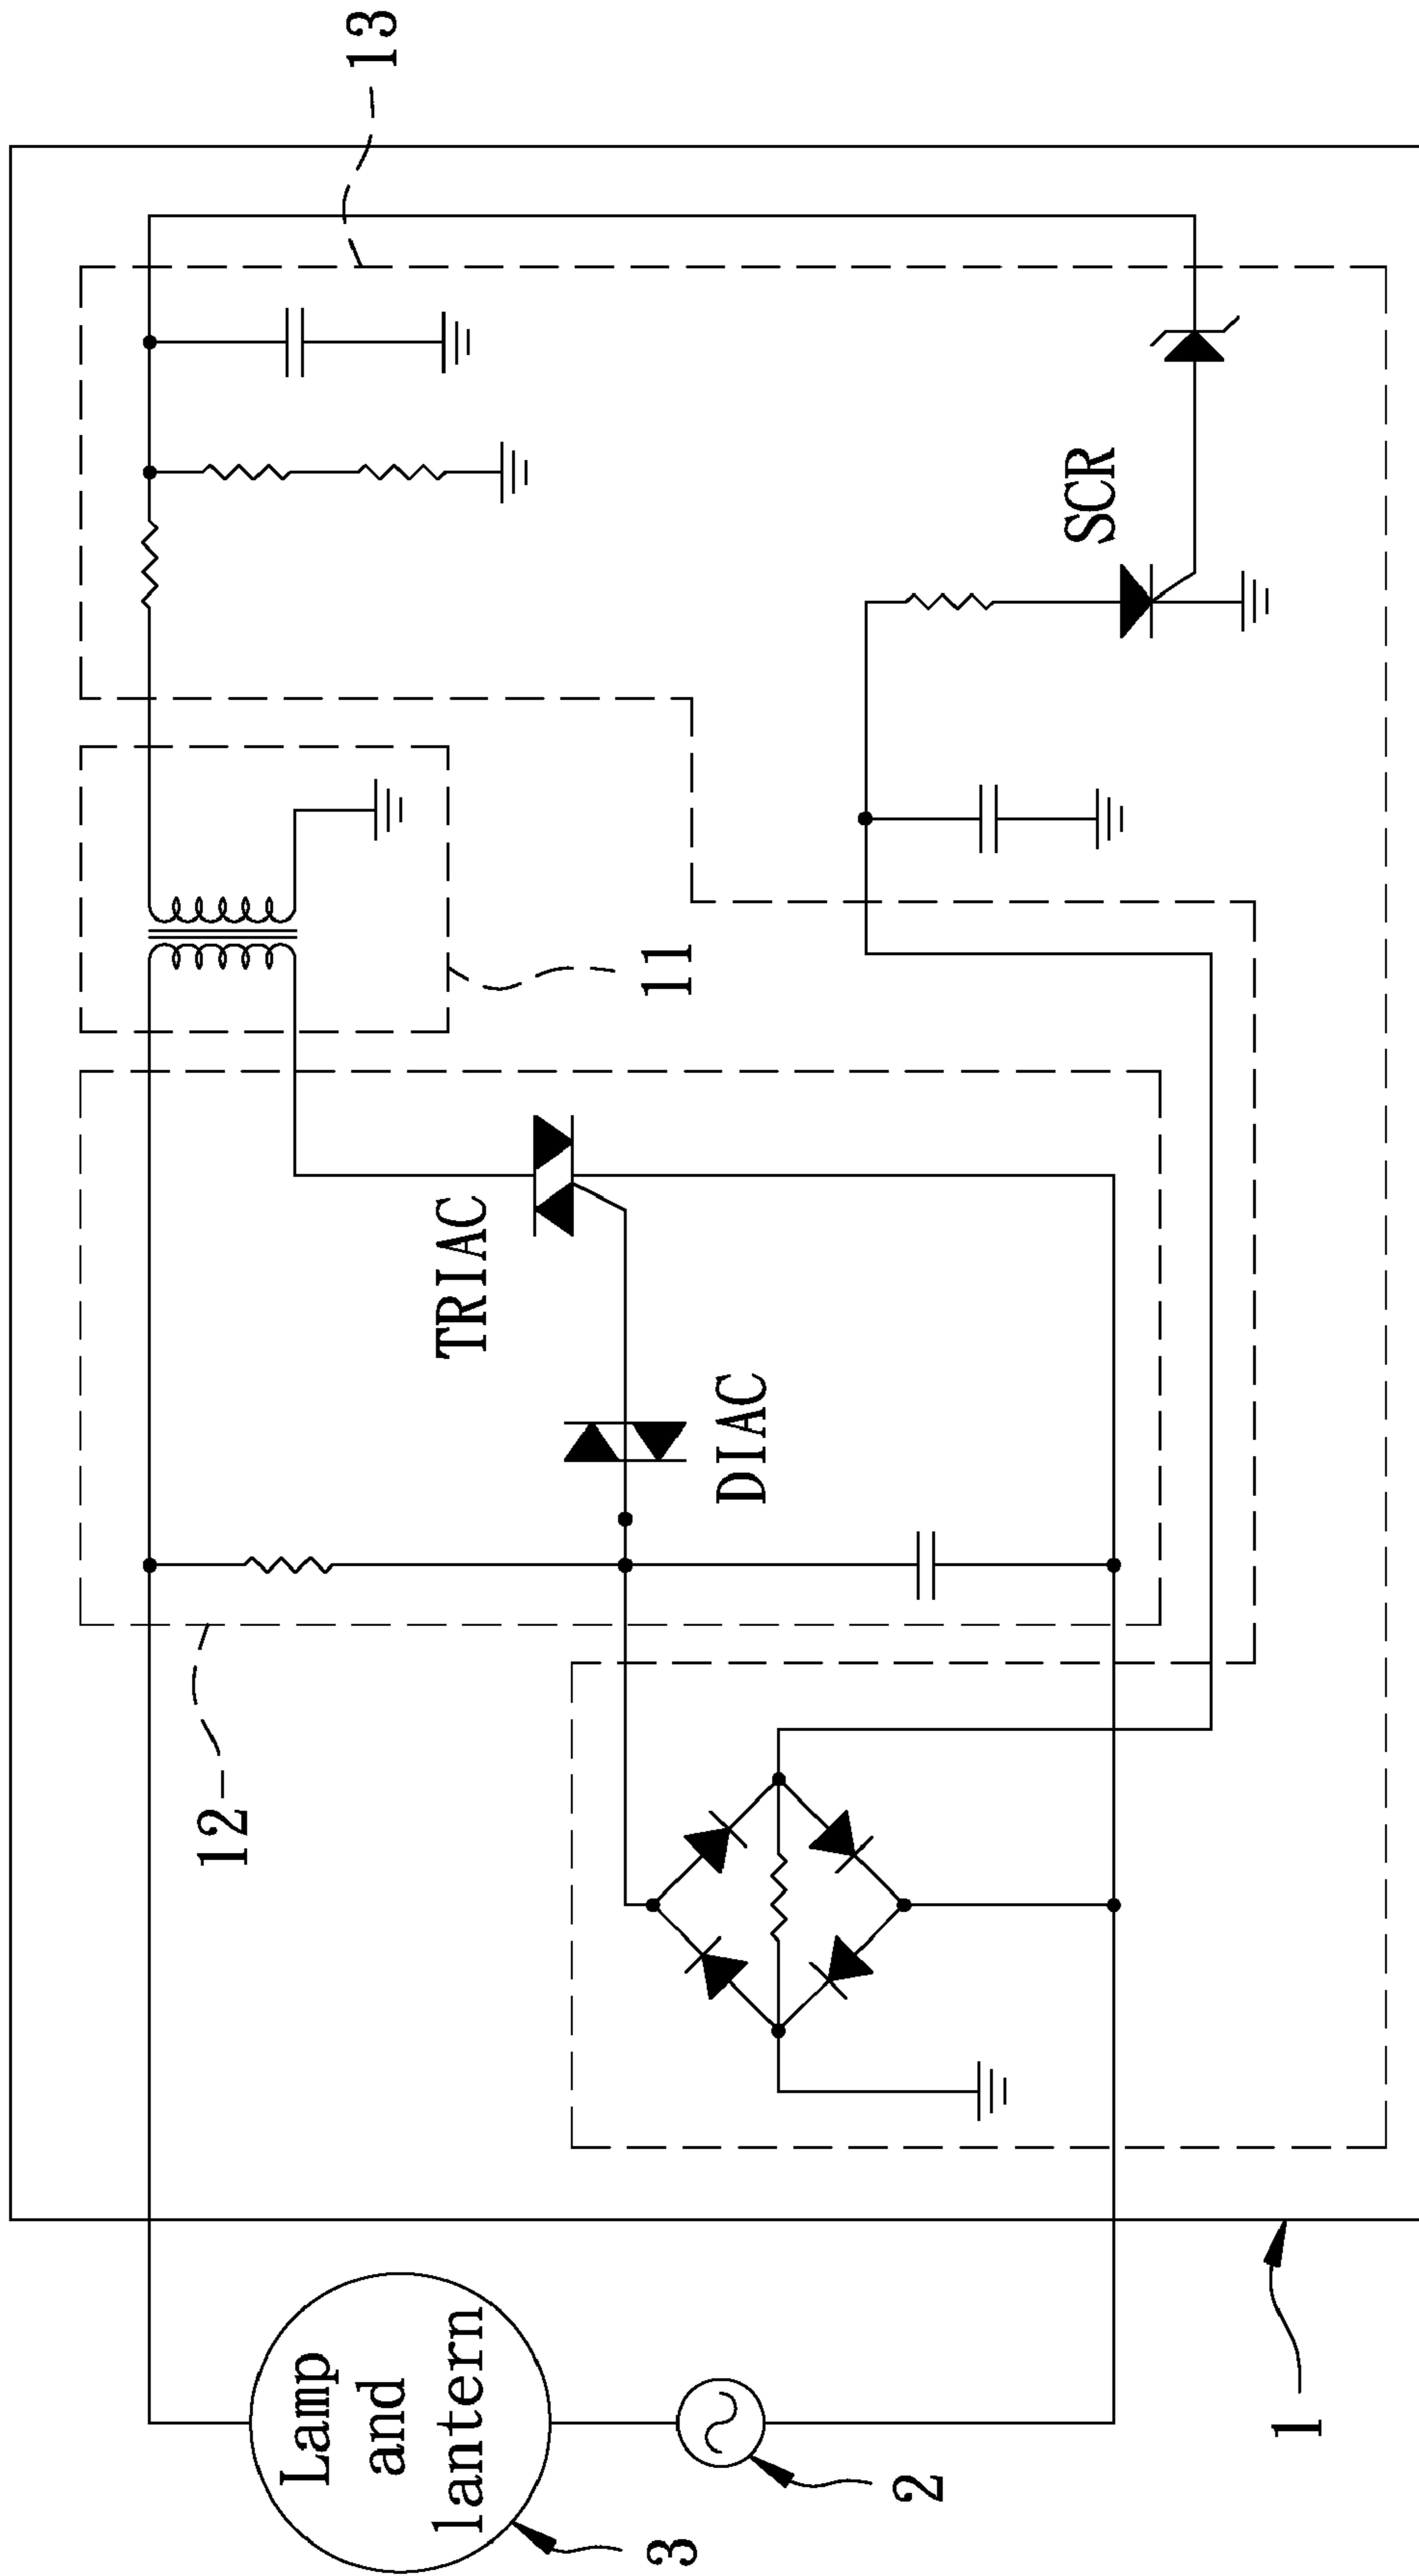 13
SCR
11
TRIAC
DIAC
12
Lamp
and
lantern
1
2
3